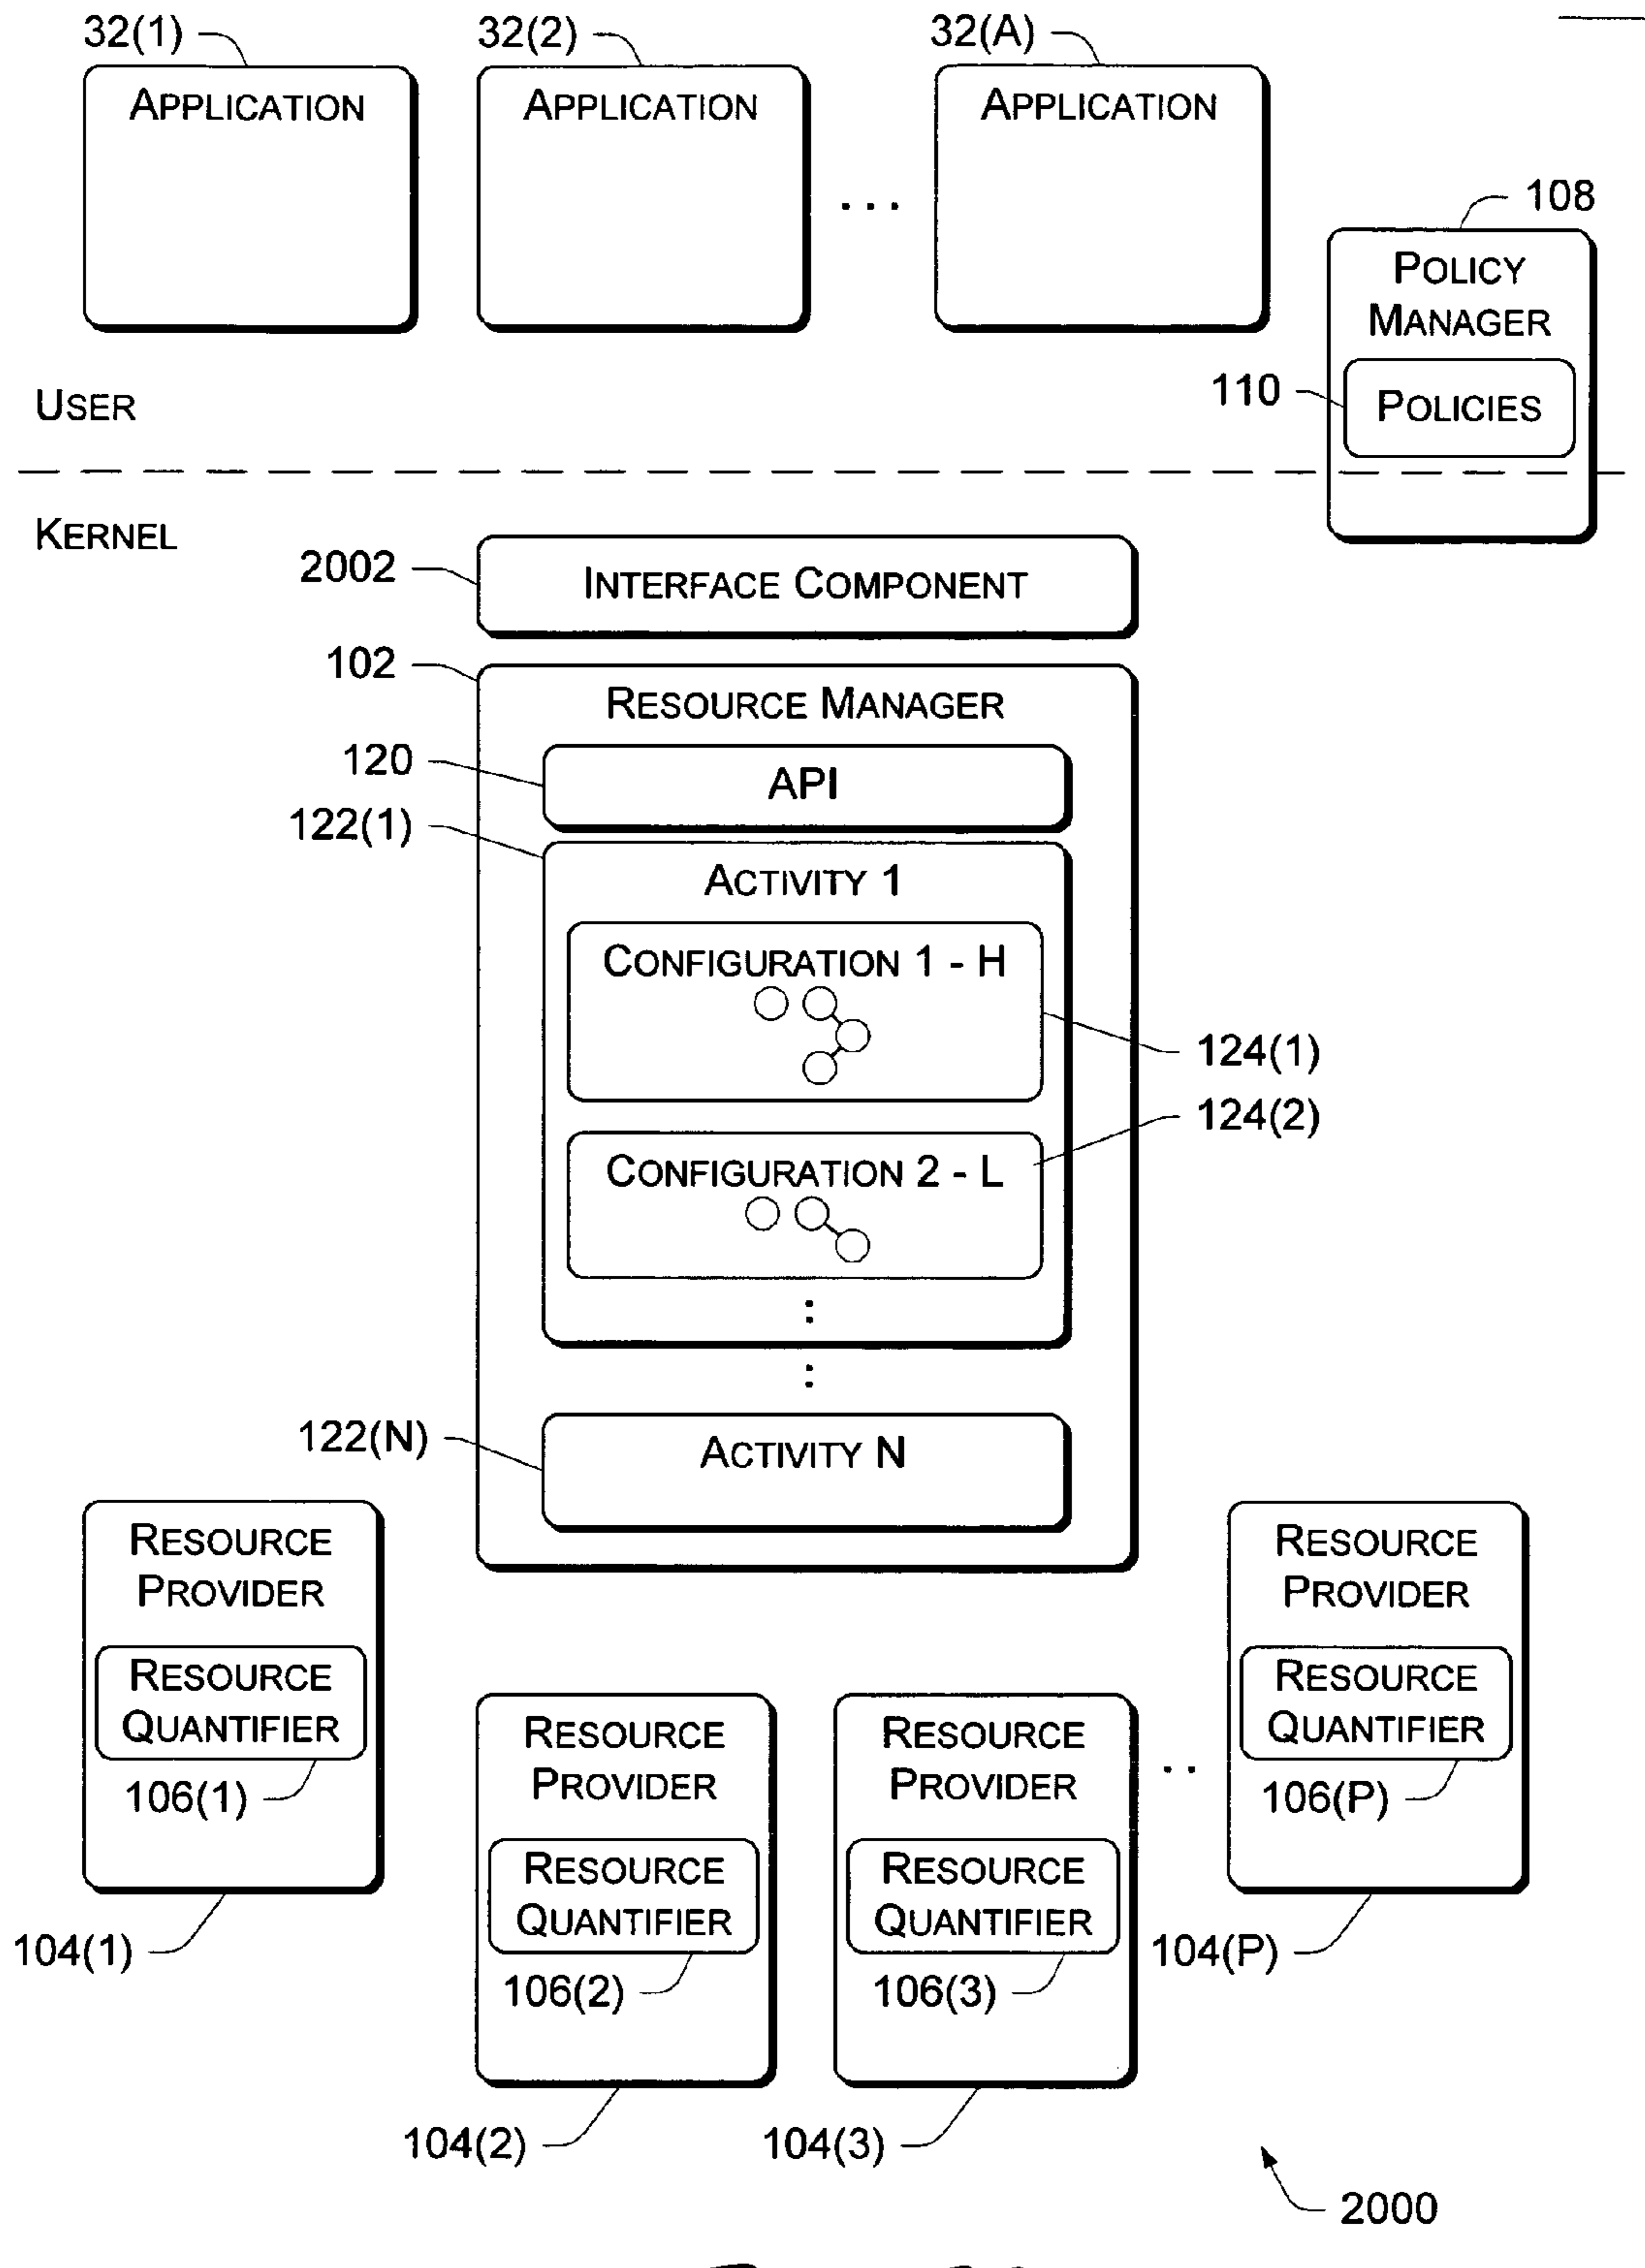 32(1)
32(2)
32(A)
APPLICATION
APPLICATION
APPLICATION
...
108
POLICY
MANAGER
110
POLICIES
USER
KERNEL
2002
INTERFACE COMPONENT
102
RESOURCE MANAGER
120
API
122(1)
ACTIVITY 1
CONFIGURATION 1 - H
124(1)
124(2)
CONFIGURATION 2 - L
122(N)
ACTIVITY N
RESOURCE
PROVIDER
RESOURCE
QUANTIFIER
106(1)
104(1)
RESOURCE
PROVIDER
RESOURCE
QUANTIFIER
106(2)
104(2)
RESOURCE
PROVIDER
RESOURCE
QUANTIFIER
106(3)
104(3)
..
RESOURCE
PROVIDER
RESOURCE
QUANTIFIER
106(P)
104(P)
2000